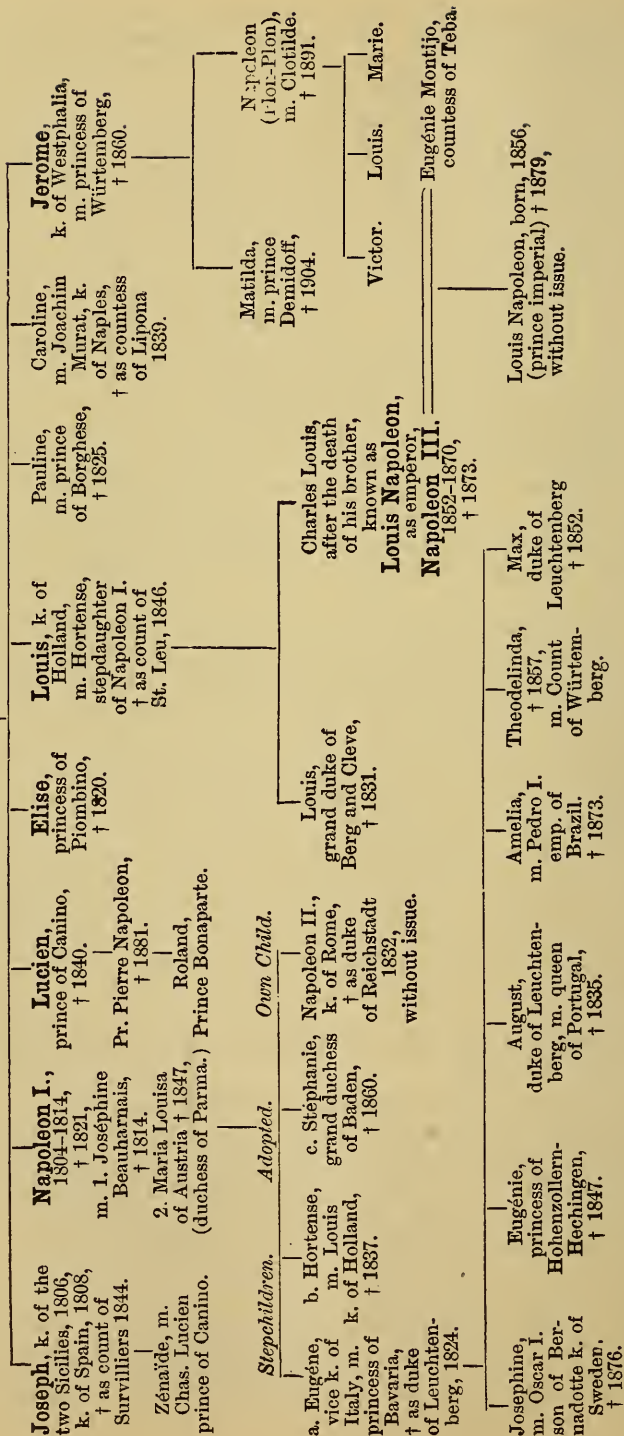 Joseph, k. of the
two Sicilies, 1806,
k. of Spain, 1808,
† as count of
Survilliers 1844.
Zénaïde, m.
Chas. Lucien
prince of Canino.
Napoleon I.,
1804–1814,
† 1821,
m. 1. Joséphine
Beauharnais,
† 1814.
2. Maria Louisa
of Austria † 1847,
(duchess of Parma.)
Lucien,
prince of Canino,
† 1840.
Pr. Pierre Napoleon,
† 1881.
Roland,
Prince Bonaparte.
Elise,
princess of
Piombino,
† 1820.
Louis, k. of
Holland,
m. Hortense,
stepdaughter
of Napoleon I.
† as count of
St. Leu, 1846.
Pauline,
m. prince
of Borghese,
† 1825.
Caroline,
m. Joachim
Murat, k.
of Naples,
† as countess
of Lipona
1839.
Jerome,
k. of Westphalia,
m. princess of
Würtemberg,
† 1860.
Matilda,
m. prince
Demidoff,
† 1904.
Napoleon
(Plon-Plon),
m. Clotilde.
† 1891.
Victor. Louis. Marie.
Stepchildren. Adopted. Own Child.
a. Eugéne,
vice k. of
Italy, m.
princess of
Bavaria,
† as duke
of Leuchten-
berg, 1824.
b. Hortense,
m. Louis
k. of Holland,
† 1837.
c. Stéphanie,
grand duchess
of Baden,
† 1860.
Napoleon II.,
k. of Rome,
† as duke
of Reichstadt
1832,
without issue.
Louis,
grand duke of
Berg and Cleve,
† 1831.
Charles Louis,
after the death
of his brother,
known as
Louis Napoleon,
as emperor,
Napoleon III.
1852–1870,
† 1873.
Eugénie Montijo,
countess of Teba.
Louis Napoleon, born, 1856,
(prince imperial) † 1879,
without issue.
Josephine,
m. Oscar I.
son of Ber-
nadotte k. of
Sweden.
† 1876.
Eugénie,
princess of
Hohenzollern-
Hechingen,
† 1847.
August,
duke of Leuchten-
berg, m. queen
of Portugal,
† 1835.
Amelia,
m. Pedro I.
emp. of
Brazil.
† 1873.
Theodelinda,
† 1857,
m. Count
of Würtem-
berg.
Max,
duke of
Leuchtenberg
† 1852.